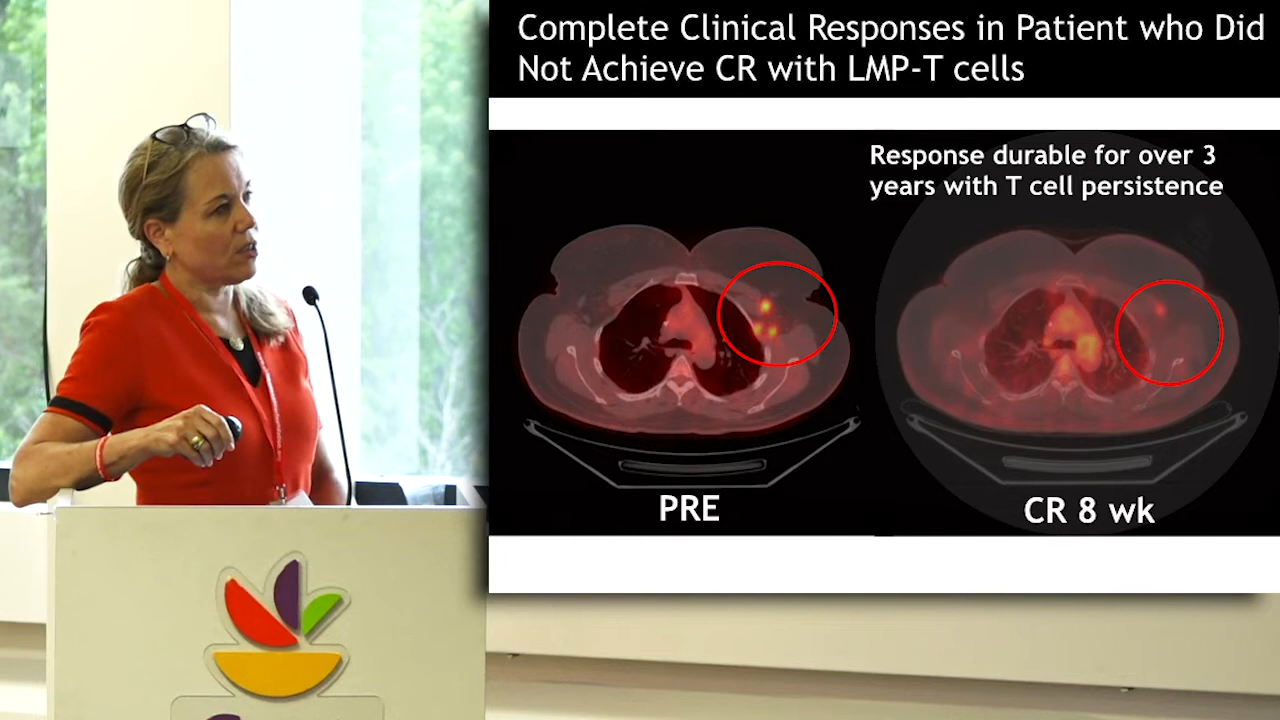 Complete Clinical Responses in Patient who Did
Not Achieve CR with LMP-T cells
Response durable for over 3
years with T cell persistence
PRE
CR 8 wk